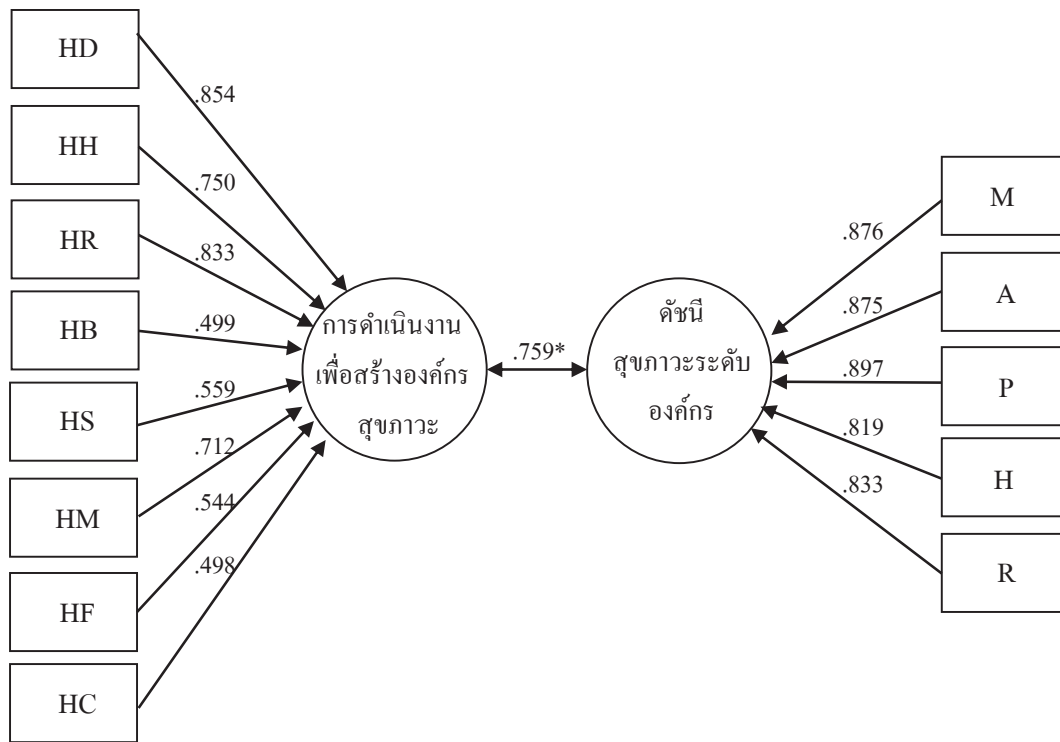 HD
HH
HR
HB
HS
HM
HF
HC
.854
.750
.833
.499
.559
.712
.544
.498
การดำเนินงาน
เพื่อสร้างองค์กร
สุขภาวะ
.759*
ดัชนี
สุขภาวะระดับ
องค์กร
.876
.875
.897
.819
.833
M
A
P
H
R